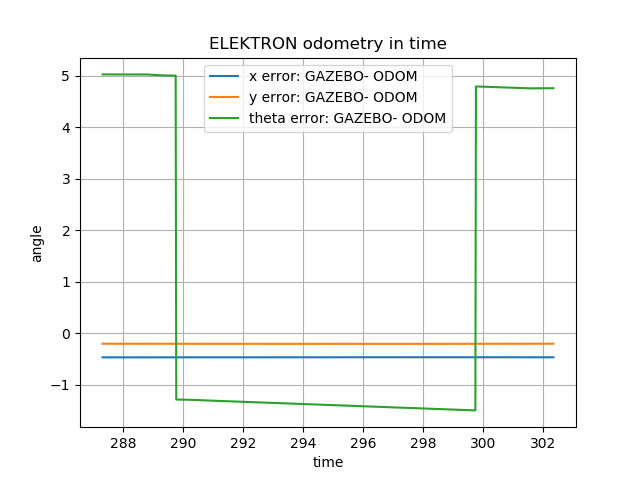 ELEKTRON odometry in time
x error: GAZEBO- ODOM
y error: GAZEBO- ODOM
theta error: GAZEBO- ODOM
angle
5
4
3
2
1
0
−1
288 290 292 294 296 298 300 302
time